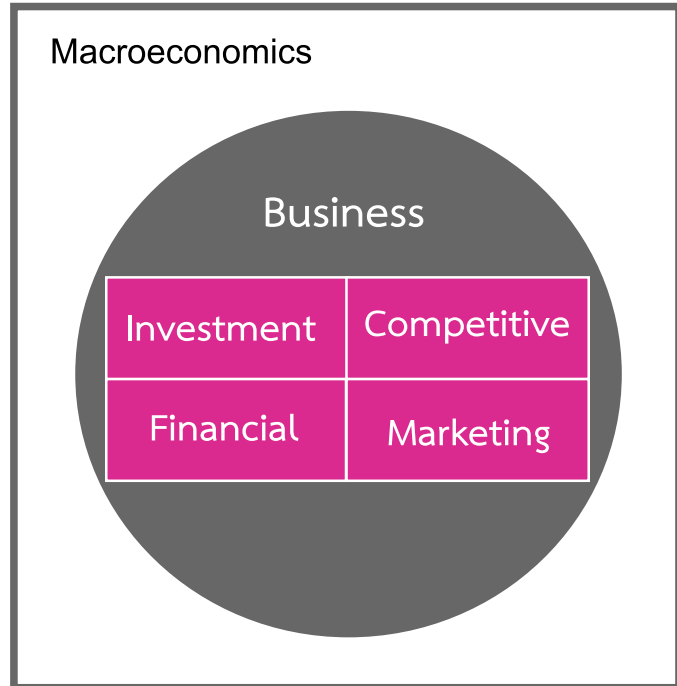 Macroeconomics
Business
Investment
Competitive
Financial
Marketing